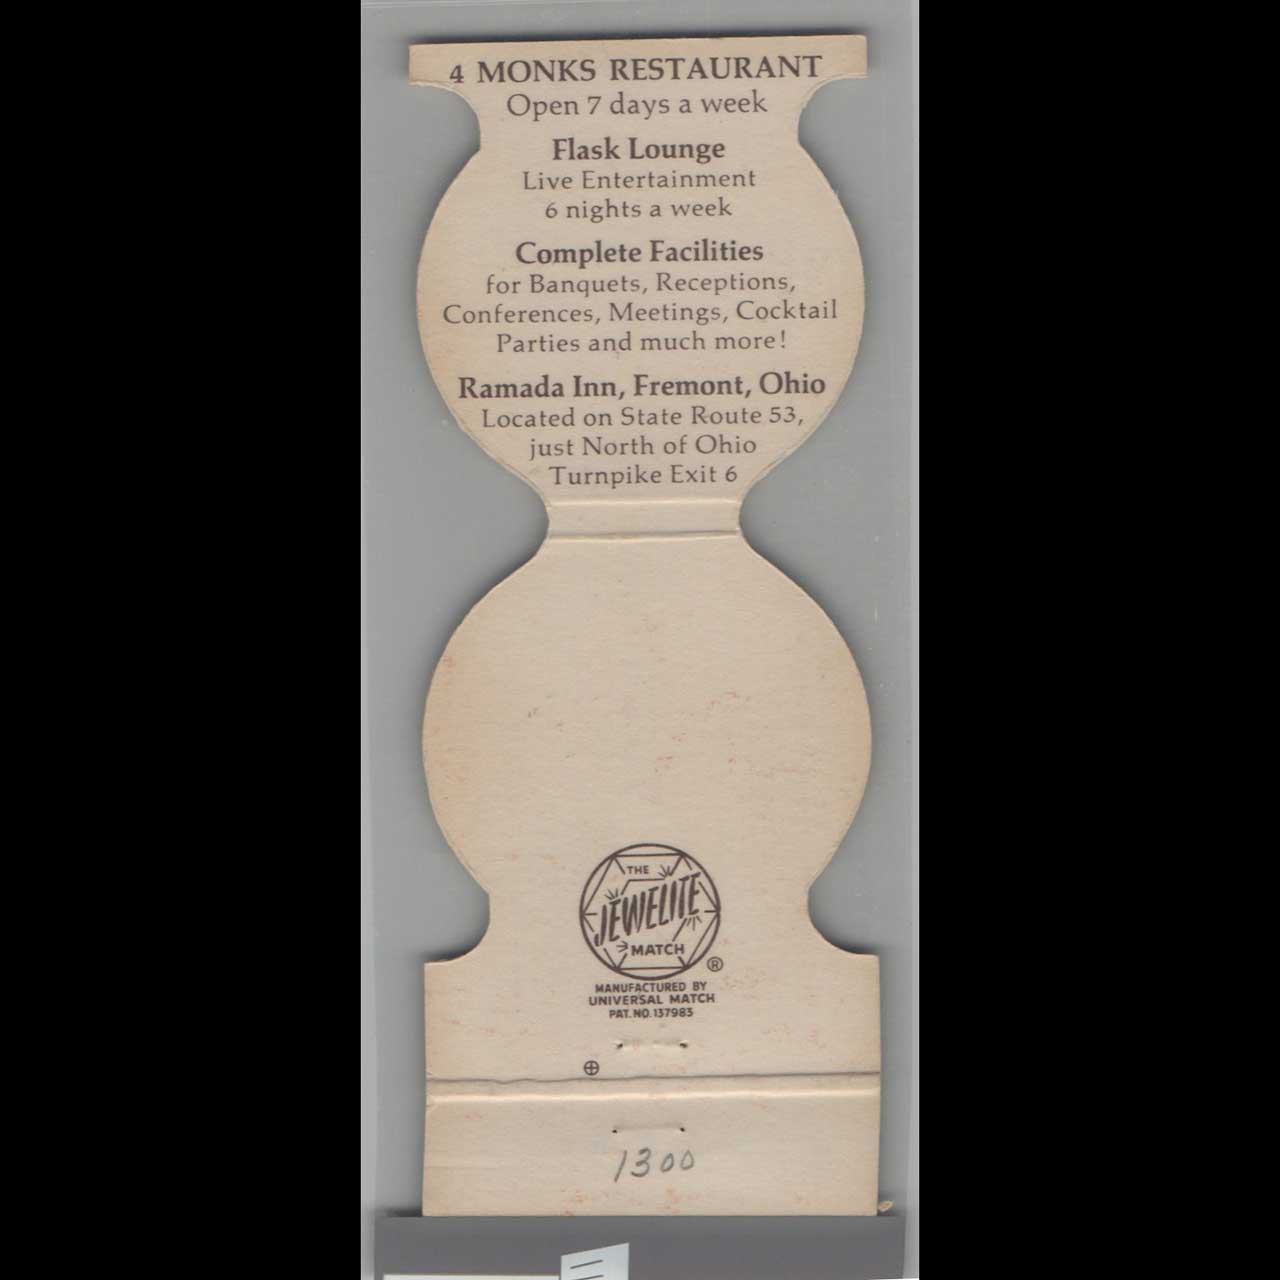 4 MONKS RESTAURANT
Open 7 days a week
Flask Lounge
Live Entertainment
6 nights a week
Complete Facilities
for Banquets, Receptions,
Conferences, Meetings, Cocktail
Parties and much more!
Ramada Inn, Fremont, Ohio
Located on State Route 53,
just North of Ohio
Turnpike Exit 6
THE
JEWELITE
MATCH
®
MANUFACTURED BY
UNIVERSAL MATCH
PAT. NO. 137983
1300